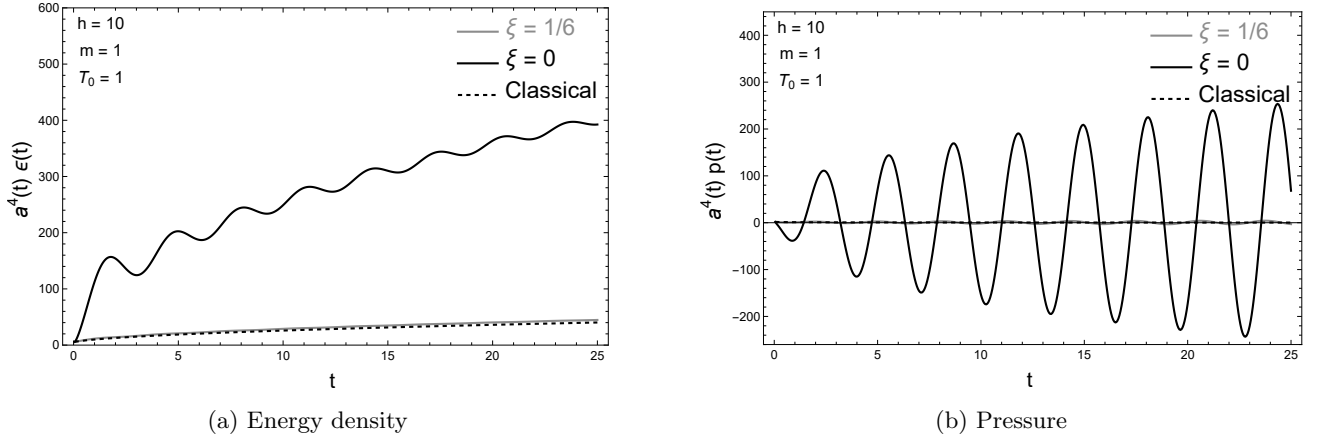 600
500
400
300
200
100
0
a⁴(t) ϵ(t)
h = 10
m = 1
T₀ = 1
ξ = 1/6
ξ = 0
Classical
0 5 10 15 20 25
t
(a) Energy density
400
300
200
100
0
−100
−200
a⁴(t) p(t)
h = 10
m = 1
T₀ = 1
ξ = 1/6
ξ = 0
Classical
0 5 10 15 20 25
t
(b) Pressure